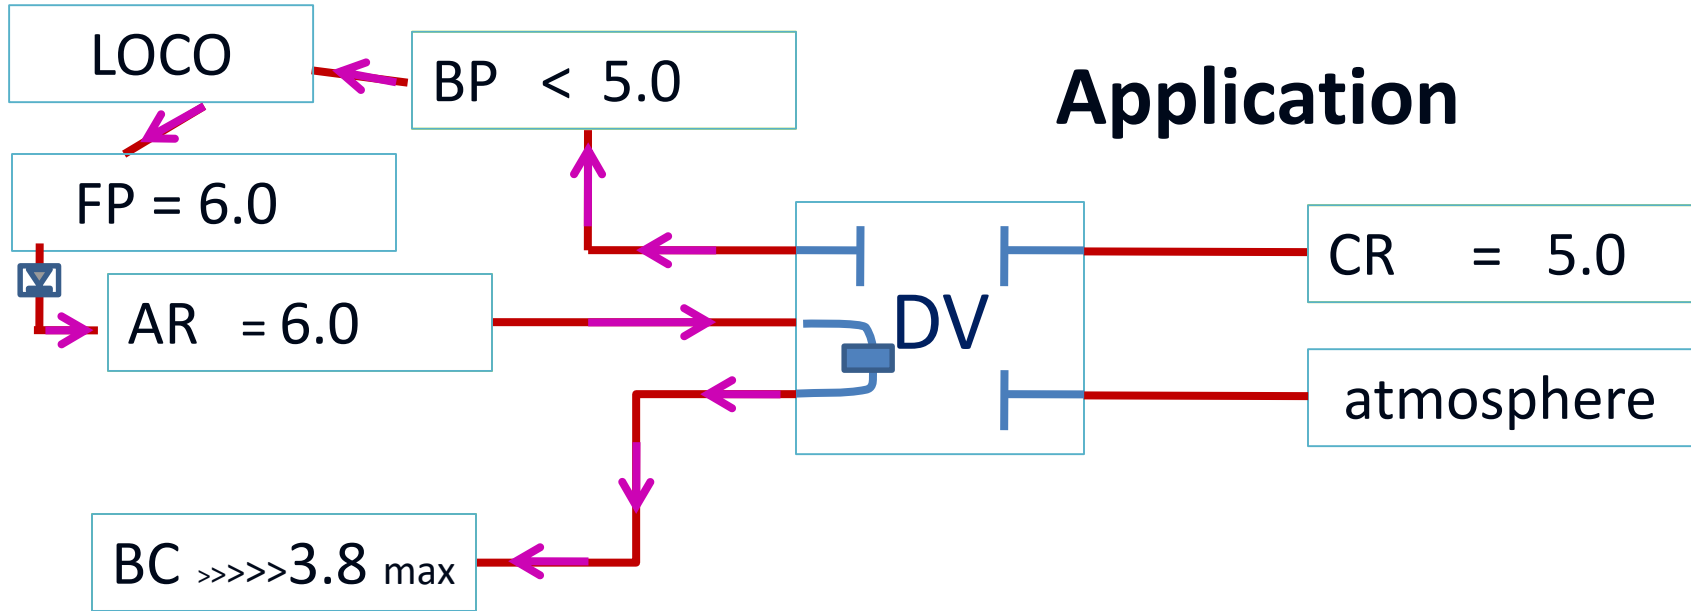 LOCO
BP < 5.0
Application
FP = 6.0
CR = 5.0
AR = 6.0
DV
atmosphere
BC >>>>>3.8 max